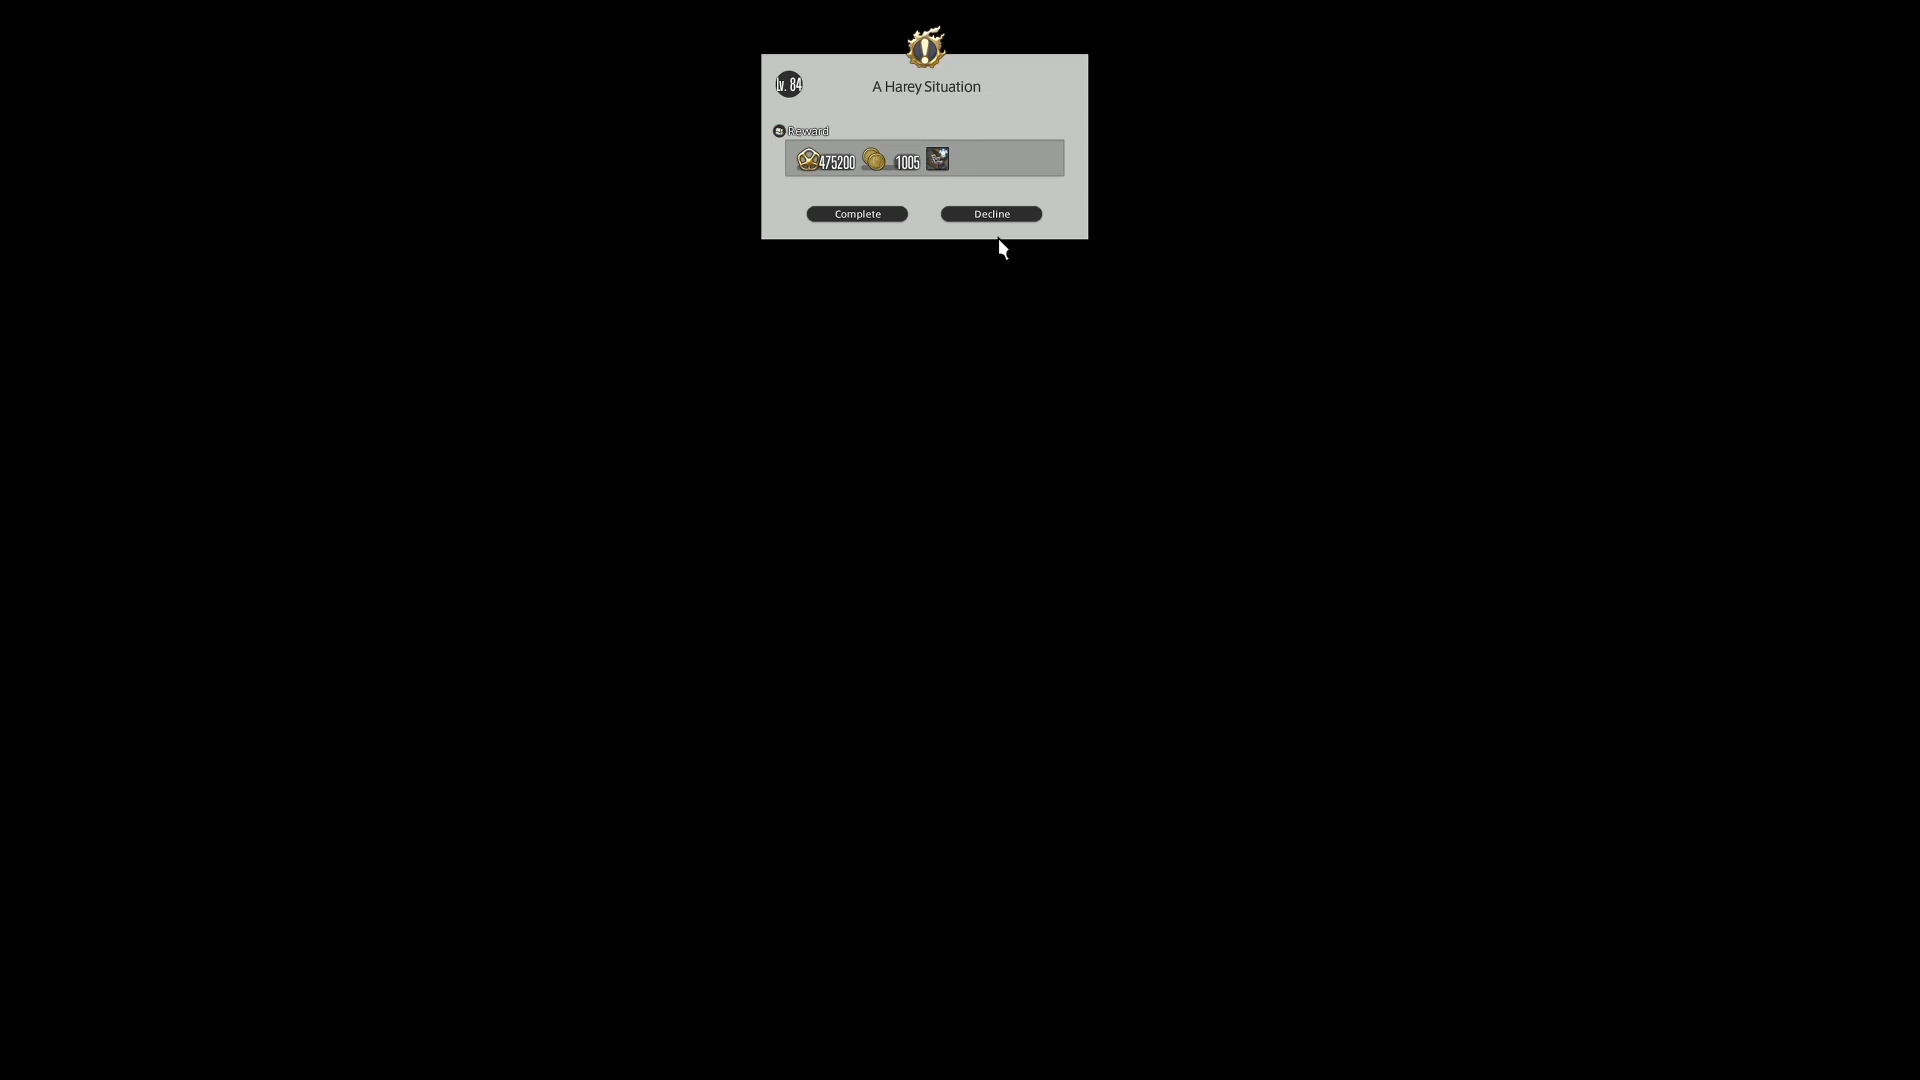 Lv. 84
A Harey Situation
Reward
475200 1005
Complete Decline